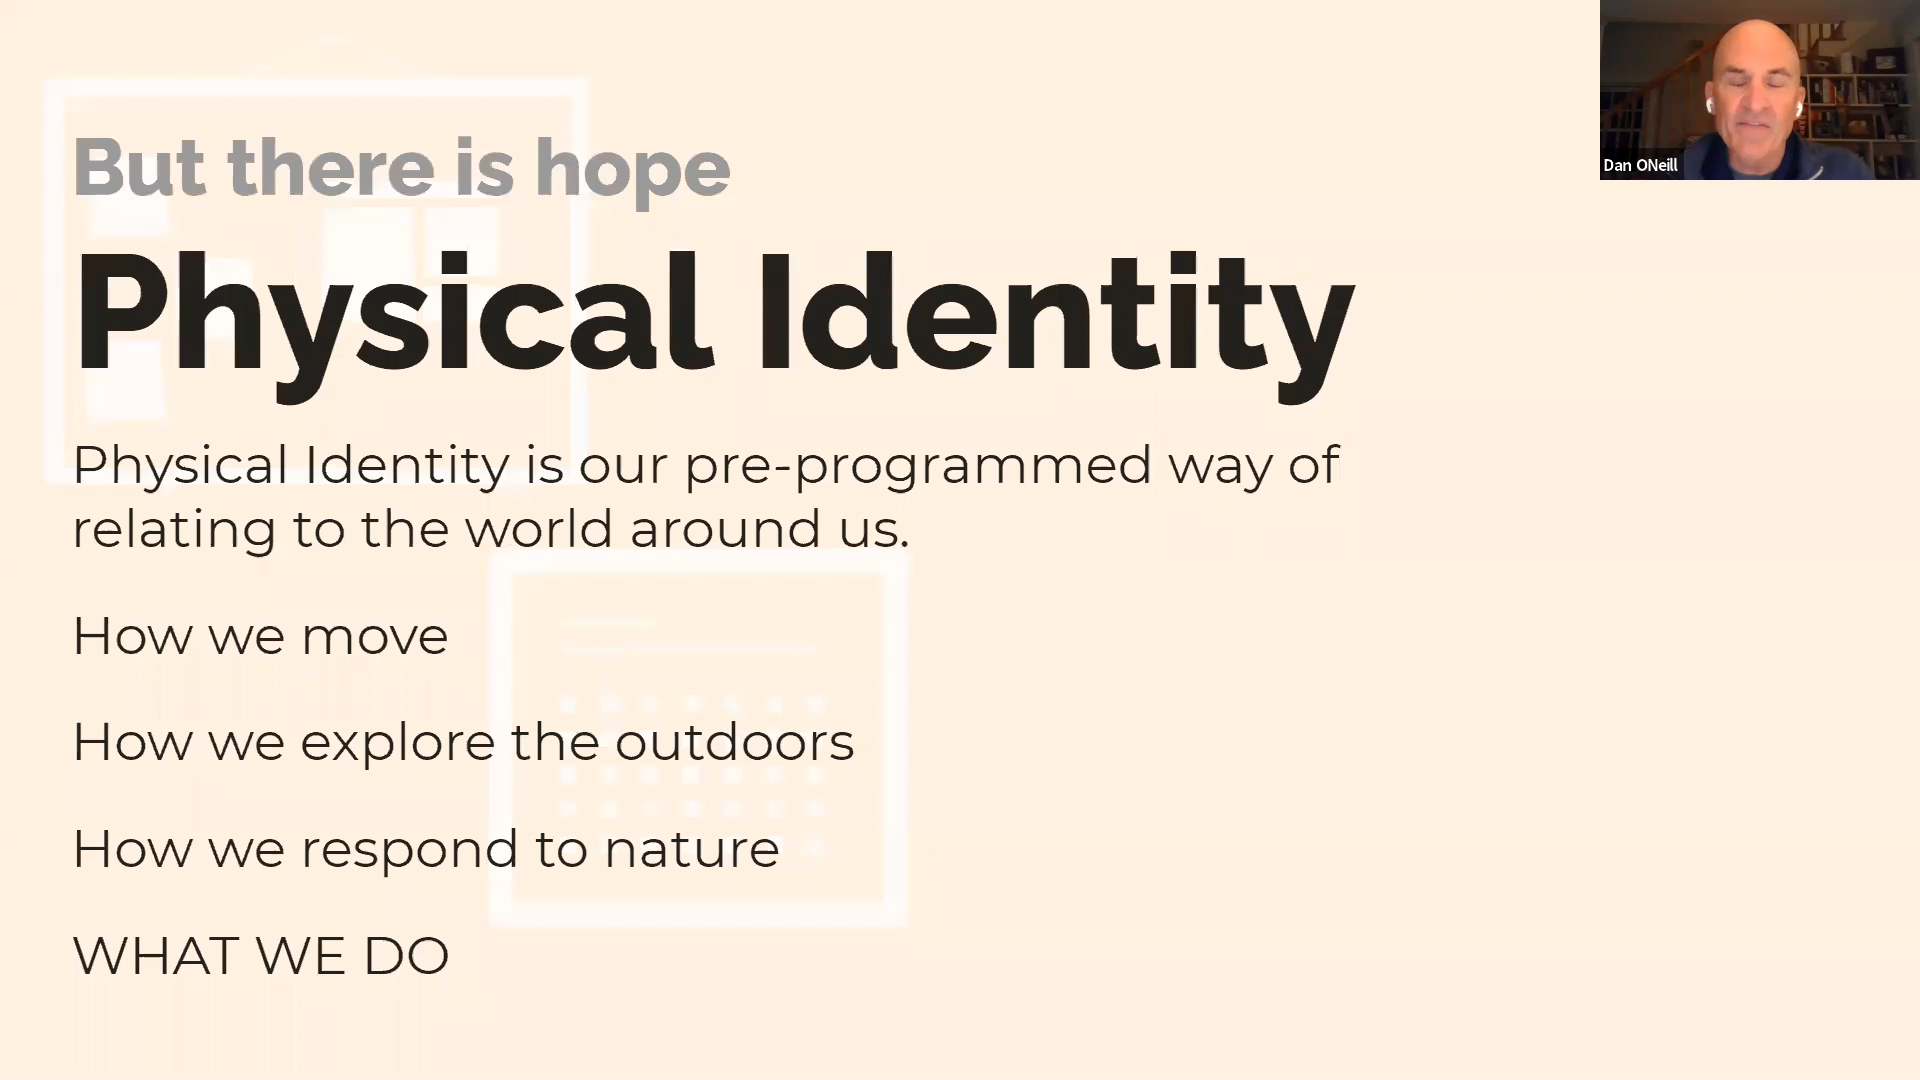 But there is hope
Physical Identity
Physical Identity is our pre-programmed way of
relating to the world around us.
How we move
How we explore the outdoors
How we respond to nature
WHAT WE DO
Dan ONeill